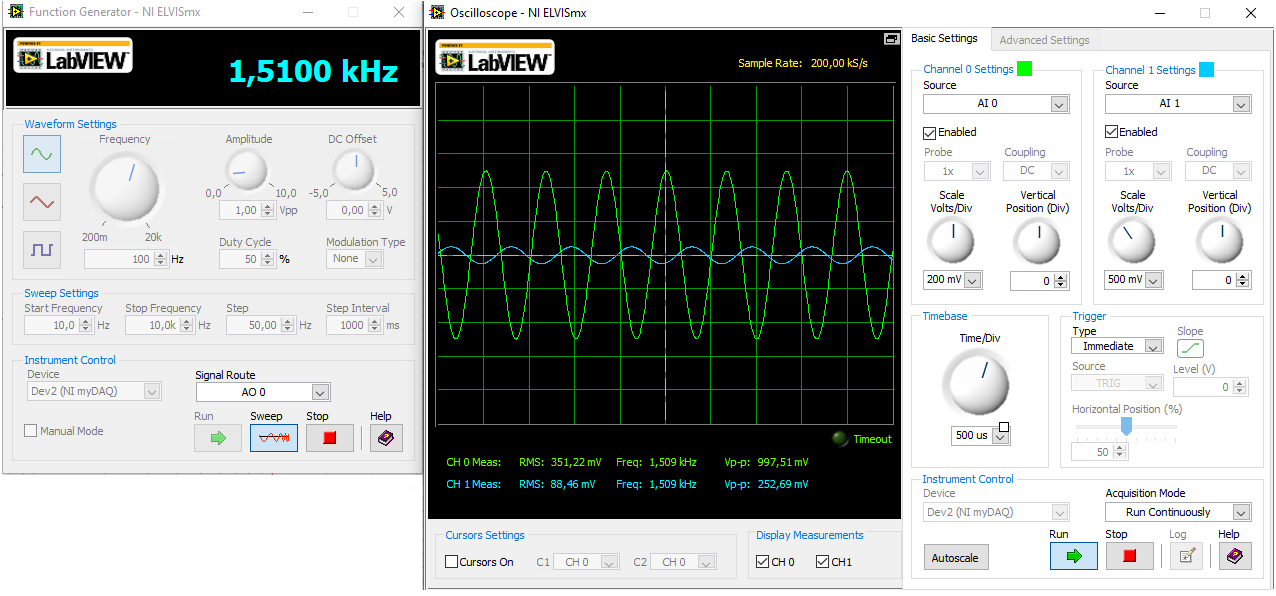 Function Generator - NI ELVISmx
POWERED BY
NATIONAL INSTRUMENTS
LabVIEW™
1,5100 kHz
Waveform Settings
Frequency
Amplitude
DC Offset
0,0
10,0
-5,0
5,0
200m
20k
1,00
Vpp
0,00
V
100
Hz
Duty Cycle
50
%
Modulation Type
None
Sweep Settings
Start Frequency
Stop Frequency
Step
Step Interval
10,0
Hz
10,0k
Hz
50,00
Hz
1000
ms
Instrument Control
Device
Dev2 (NI myDAQ)
Signal Route
AO 0
Manual Mode
Run
Sweep
Stop
Help
Oscilloscope - NI ELVISmx
POWERED BY
NATIONAL INSTRUMENTS
LabVIEW™
Sample Rate: 200,00 kS/s
Timeout
CH 0 Meas: RMS: 351,22 mV Freq: 1,509 kHz Vp-p: 997,51 mV
CH 1 Meas: RMS: 88,46 mV Freq: 1,509 kHz Vp-p: 252,69 mV
Cursors Settings
Cursors On
C1
CH 0
C2
CH 0
Display Measurements
CH 0
CH1
Basic Settings
Advanced Settings
Channel 0 Settings
Source
AI 0
Enabled
Probe
1x
Coupling
DC
Scale
Volts/Div
Vertical
Position (Div)
200 mV
0
Channel 1 Settings
Source
AI 1
Enabled
Probe
1x
Coupling
DC
Scale
Volts/Div
Vertical
Position (Div)
500 mV
0
Timebase
Time/Div
500 us
Trigger
Type
Immediate
Slope
Source
TRIG
Level (V)
0
Horizontal Position (%)
50
Instrument Control
Device
Dev2 (NI myDAQ)
Acquisition Mode
Run Continuously
Autoscale
Run
Stop
Log
Help